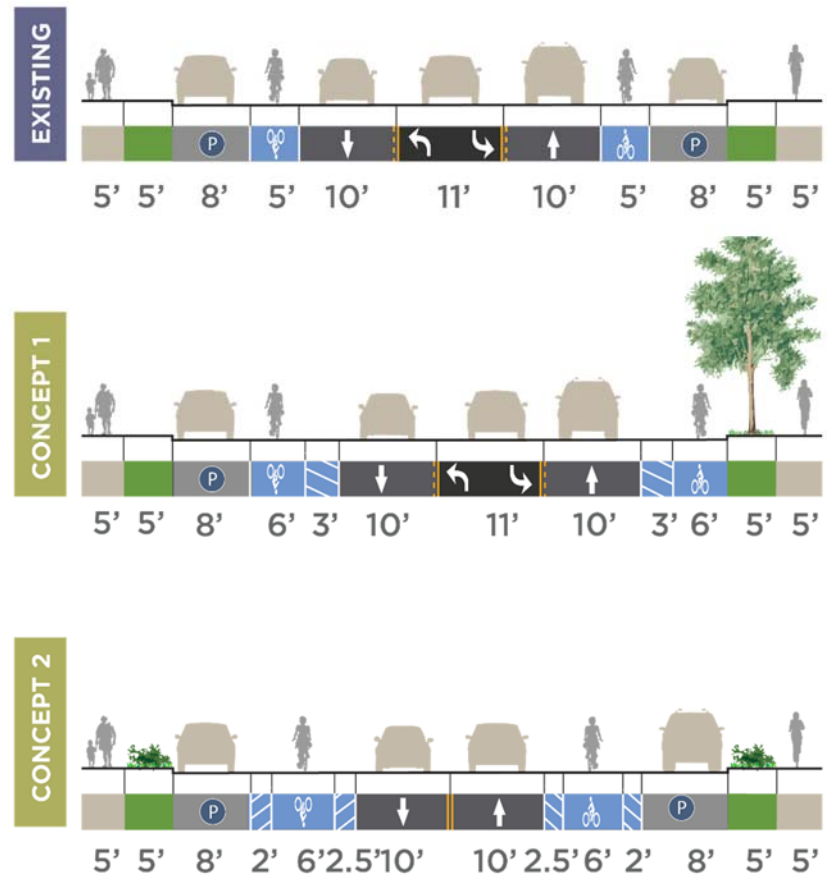 EXISTING
P P
5’ 5’ 8’ 5’ 10’ 11’ 10’ 5’ 8’ 5’ 5’
CONCEPT 1
P
5’ 5’ 8’ 6’ 3’ 10’ 11’ 10’ 3’ 6’ 5’ 5’
CONCEPT 2
P P
5’ 5’ 8’ 2’ 6’ 2.5’ 10’ 10’ 2.5’ 6’ 2’ 8’ 5’ 5’